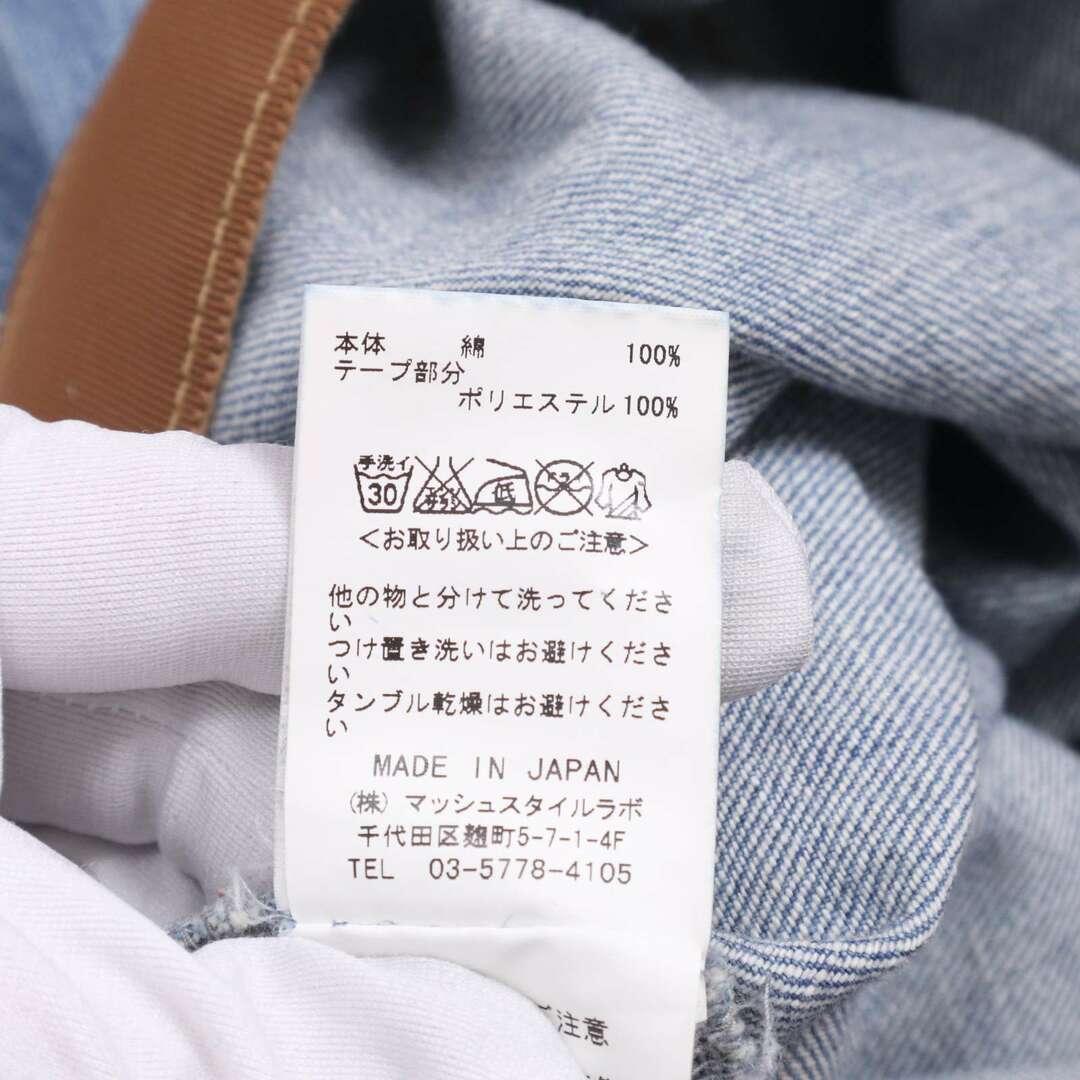 本体 綿 100%
テープ部分
ポリエステル 100%
手洗イ
30
低
<お取り扱い上のご注意>
他の物と分けて洗ってくださ
い
つけ置き洗いはお避けくださ
い
タンブル乾燥はお避けくださ
い
MADE IN JAPAN
(株) マッシュスタイルラボ
千代田区麹町5-7-1-4F
TEL 03-5778-4105
ご注意